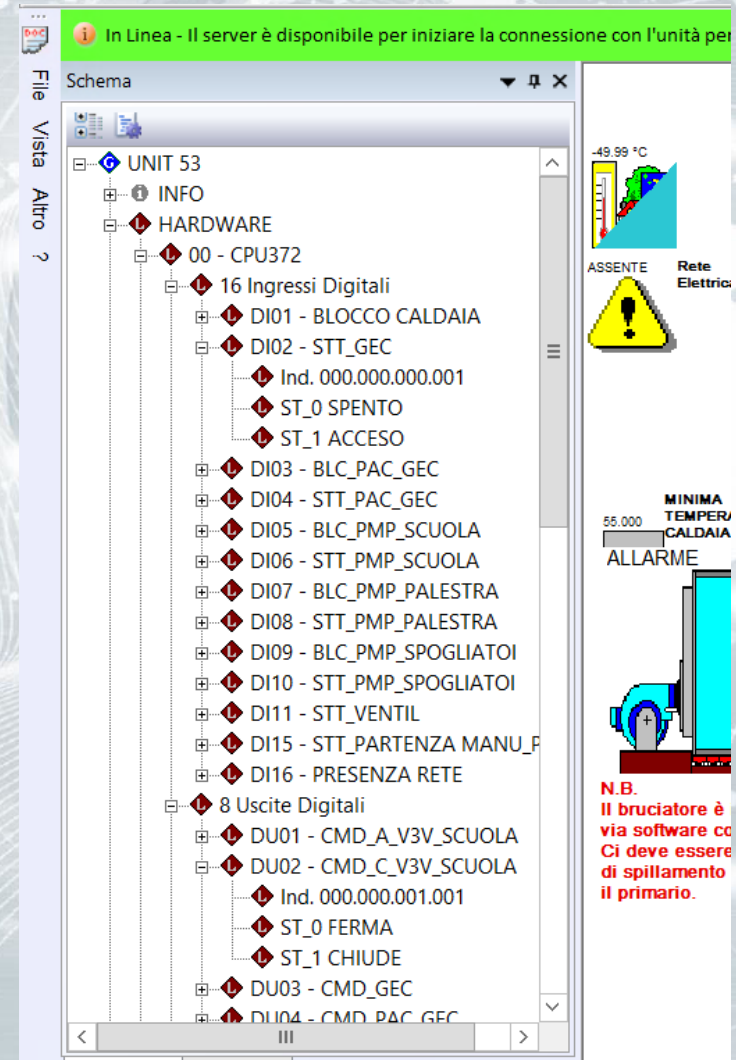 DOC
File Vista Altro ?
In Linea - Il server è disponibile per iniziare la connessione con l'unità per
Schema
UNIT 53
INFO
HARDWARE
00 - CPU372
16 Ingressi Digitali
DI01 - BLOCCO CALDAIA
DI02 - STT_GEC
Ind. 000.000.000.001
ST_0 SPENTO
ST_1 ACCESO
DI03 - BLC_PAC_GEC
DI04 - STT_PAC_GEC
DI05 - BLC_PMP_SCUOLA
DI06 - STT_PMP_SCUOLA
DI07 - BLC_PMP_PALESTRA
DI08 - STT_PMP_PALESTRA
DI09 - BLC_PMP_SPOGLIATOI
DI10 - STT_PMP_SPOGLIATOI
DI11 - STT_VENTIL
DI15 - STT_PARTENZA MANU_P
DI16 - PRESENZA RETE
8 Uscite Digitali
DU01 - CMD_A_V3V_SCUOLA
DU02 - CMD_C_V3V_SCUOLA
Ind. 000.000.001.001
ST_0 FERMA
ST_1 CHIUDE
DU03 - CMD_GEC
DU04 - CMD_PAC_GEC
-49.99 °C
ASSENTE
Rete
Elettrica
MINIMA
TEMPERA
CALDAIA
55.000
ALLARME
N.B.
Il bruciatore è
via software co
Ci deve essere
di spillamento
il primario.